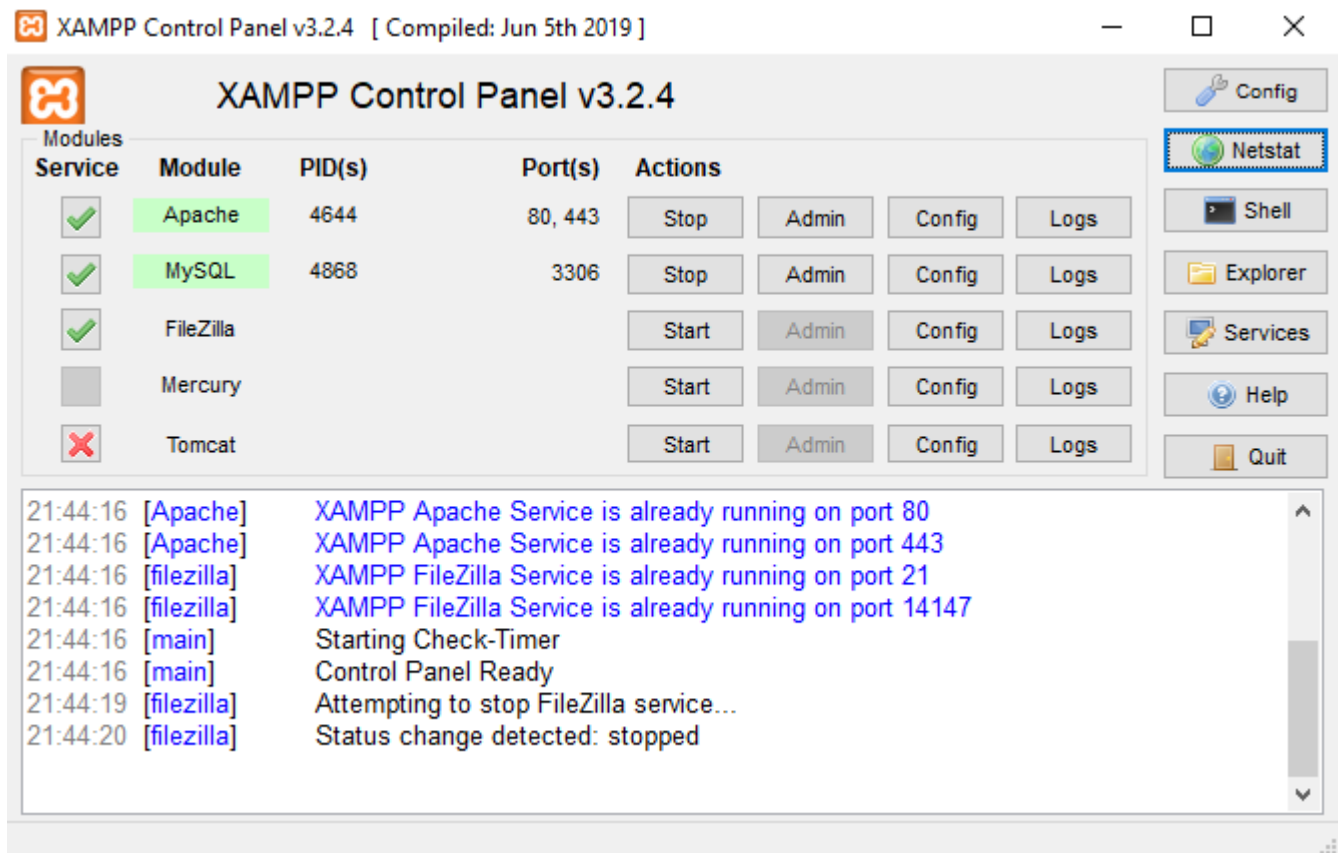 XAMPP Control Panel v3.2.4 [ Compiled: Jun 5th 2019 ]
XAMPP Control Panel v3.2.4
Config
Modules
Netstat
Service Module PID(s) Port(s) Actions
Apache 4644 80, 443 Stop Admin Config Logs
Shell
MySQL 4868 3306 Stop Admin Config Logs
Explorer
FileZilla Start Admin Config Logs
Services
Mercury Start Admin Config Logs
Help
Tomcat Start Admin Config Logs
Quit
21:44:16 [Apache] XAMPP Apache Service is already running on port 80
21:44:16 [Apache] XAMPP Apache Service is already running on port 443
21:44:16 [filezilla] XAMPP FileZilla Service is already running on port 21
21:44:16 [filezilla] XAMPP FileZilla Service is already running on port 14147
21:44:16 [main] Starting Check-Timer
21:44:16 [main] Control Panel Ready
21:44:19 [filezilla] Attempting to stop FileZilla service...
21:44:20 [filezilla] Status change detected: stopped